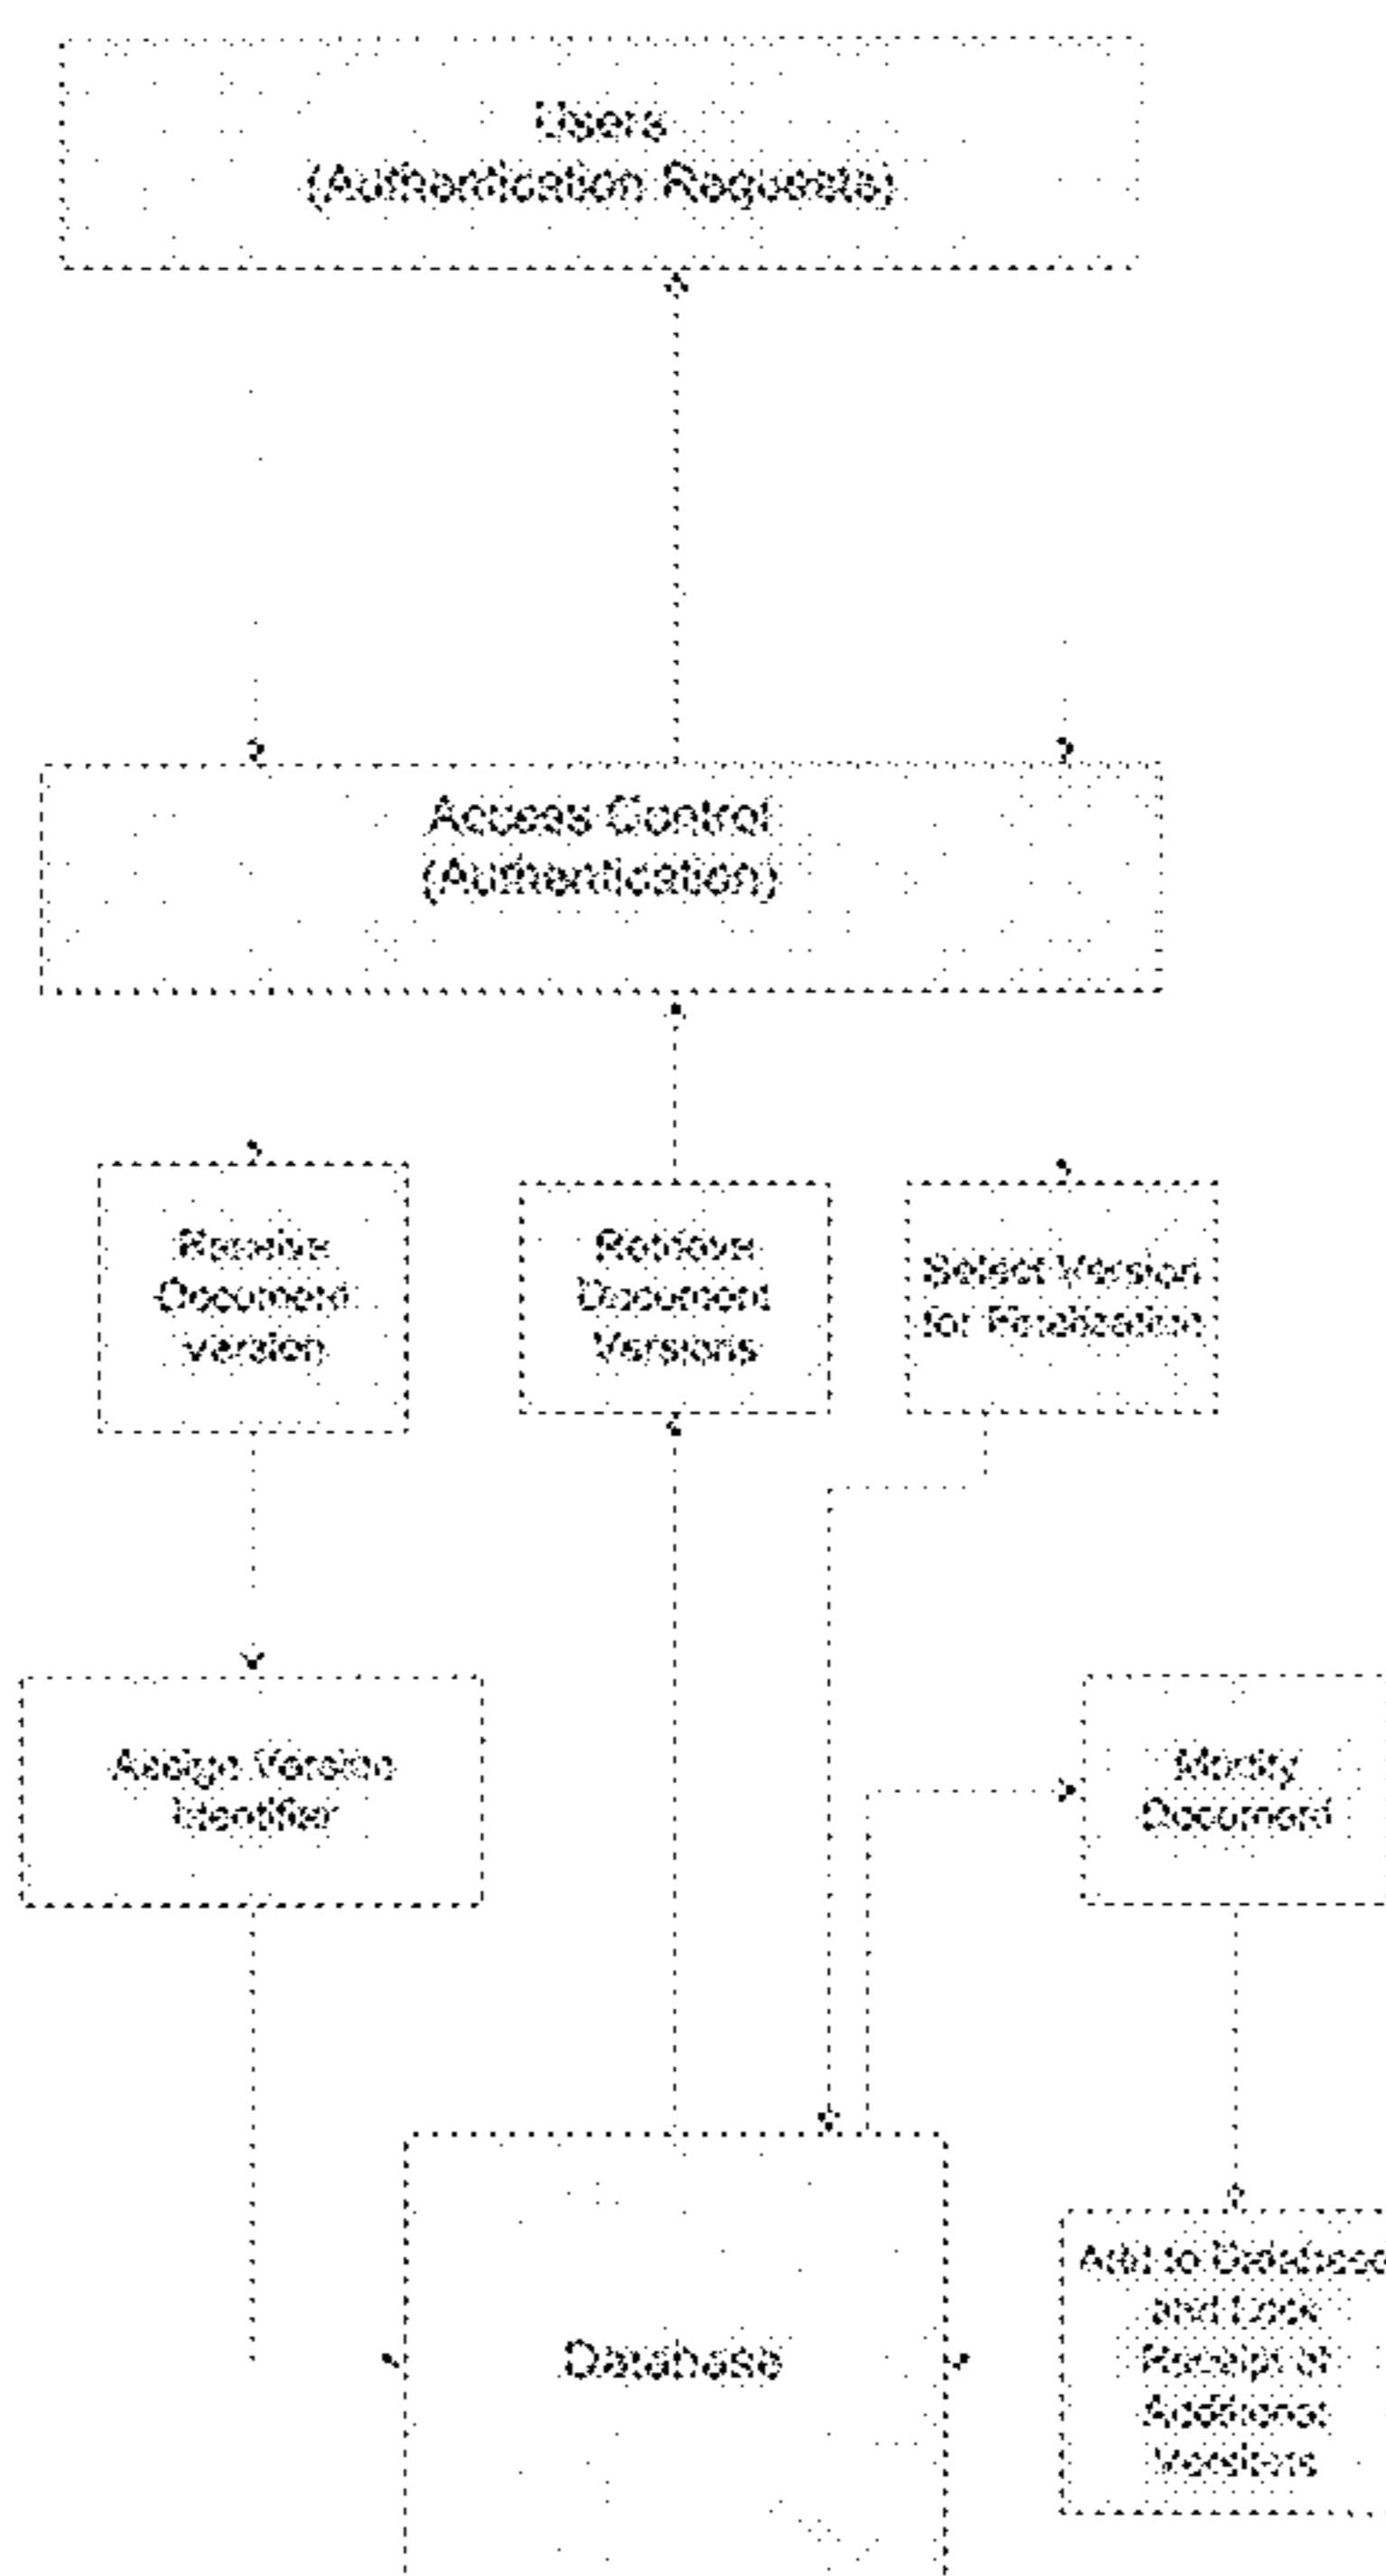 Users
(Authentication Requests)
Access Control
(Authentication)
Receive
Document
version
Retrieve
Document
Versions
Select Version
for Finalization
Assign Version
Identifier
Modify
Document
Database
Add to Database
and Lock
Receipt of
Additional
Versions